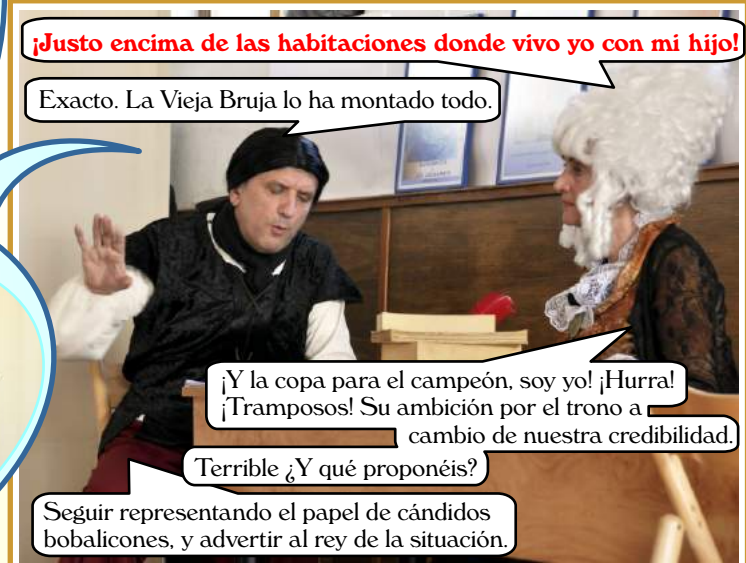 ¡Justo encima de las habitaciones donde vivo yo con mi hijo!
Exacto. La Vieja Bruja lo ha montado todo.
¡Y la copa para el campeón, soy yo! ¡Hurra!
¡Tramposos! Su ambición por el trono a
cambio de nuestra credibilidad.
Terrible ¿Y qué proponéis?
Seguir representando el papel de cándidos
bobalicones, y advertir al rey de la situación.